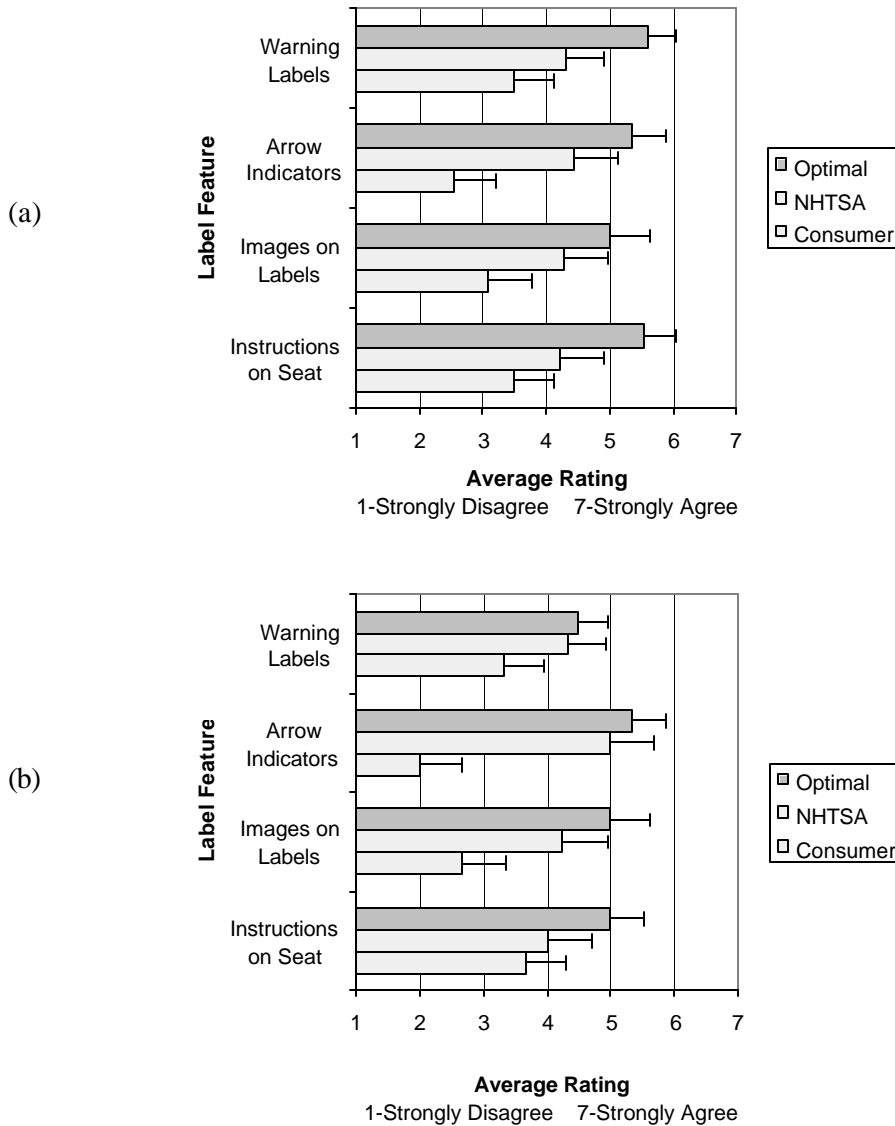 (a)
Label Feature
Warning
Labels
Arrow
Indicators
Images on
Labels
Instructions
on Seat
1 2 3 4 5 6 7
Average Rating
1-Strongly Disagree 7-Strongly Agree
Optimal
NHTSA
Consumer
(b)
Label Feature
Warning
Labels
Arrow
Indicators
Images on
Labels
Instructions
on Seat
1 2 3 4 5 6 7
Average Rating
1-Strongly Disagree 7-Strongly Agree
Optimal
NHTSA
Consumer